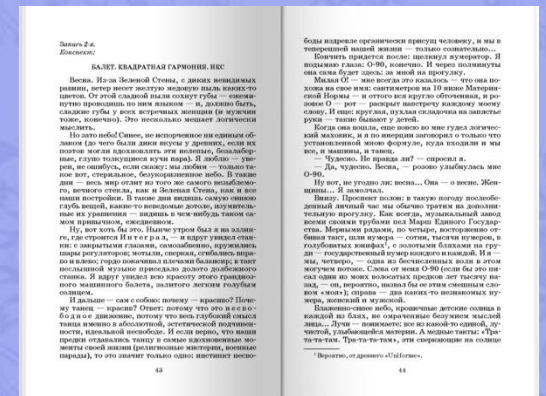 Запись 2-я.
Конспект:
БАЛЕТ. КВАДРАТНАЯ ГАРМОНИЯ. ИКС
Весна. Из-за Зеленой Стены, с диких невидимых
равнин, ветер несет желтую медовую пыль каких-то
цветов. От этой сладкой пыли сохнут губы — ежеми-
нутно проводишь по ним языком — и, должно быть,
сладкие губы у всех встречных женщин (и мужчин
тоже, конечно). Это несколько мешает логически
мыслить.
Но зато небо! Синее, не испорченное ни единым об-
лаком (до чего были дики вкусы у древних, если их
поэтов могли вдохновлять эти нелепые, безалабер-
ные, глупо толкущиеся кучи пара). Я люблю — уве-
рен, не ошибусь, если скажу: мы любим — только та-
кое вот, стерильное, безукоризненное небо. В такие
дни — весь мир отлит из того же самого незыблемо-
го, вечного стекла, как и Зеленая Стена, как и все
наши постройки. В такие дни видишь самую синюю
глубь вещей, какие-то неведомые дотоле, изумитель-
ные их уравнения — видишь в чем-нибудь таком са-
мом привычном, ежедневном.
Ну, вот хоть бы это. Нынче утром был я на эллин-
ге, где строится Интеграл, — и вдруг увидел стан-
ки: с закрытыми глазами, самозабвенно, кружились
шары регуляторов; мотыли, сверкая, сгибались впра-
во и влево; гордо покачивал плечами балансир; в такт
неслышной музыке приседало долото долбежного
станка. Я вдруг увидел всю красоту этого грандиоз-
ного машинного балета, залитого легким голубым
солнцем.
И дальше — сам с собою: почему — красиво? Поче-
му танец — красив? Ответ: потому что это несво-
бодное движение, потому что весь глубокий смысл
танца именно в абсолютной, эстетической подчинен-
ности, идеальной несвободе. И если верно, что наши
предки отдавались танцу в самые вдохновенные мо-
менты своей жизни (религиозные мистерии, военные
парады), то это значит только одно: инстинкт несво-
43
боды издревле органически присущ человеку, и мы в
теперешней нашей жизни — только сознательно...
Кончить придется после: щелкнул нумератор. Я
подымаю глаза: О-90, конечно. И через полминуты
она сама будет здесь: за мной на прогулку.
Милая О! — мне всегда это казалось — что она по-
хожа на свое имя: сантиметров на 10 ниже Материн-
ской Нормы — и оттого вся кругло обточенная, и ро-
зовое О — рот — раскрыт навстречу каждому моему
слову. И еще: круглая, пухлая складочка на запястье
руки — такие бывают у детей.
Когда она вошла, еще вовсю во мне гудел логичес-
кий маховик, и я по инерции заговорил о только что
установленной мною формуле, куда входили и мы
все, и машины, и танец.
— Чудесно. Не правда ли? — спросил я.
— Да, чудесно. Весна, — розово улыбнулась мне
О-90.
Ну вот, не угодно ли: весна... Она — о весне. Жен-
щины... Я замолчал.
Внизу. Проспект полон: в такую погоду послеобе-
денный личный час мы обычно тратим на дополни-
тельную прогулку. Как всегда, музыкальный завод
всеми своими трубами пел Марш Единого Государ-
ства. Мерными рядами, по четыре, восторженно от-
бивая такт, шли нумера — сотни, тысячи нумеров, в
голубоватых юнифах¹, с золотыми бляхами на гру-
ди — государственный нумер каждого и каждой. И я —
мы, четверо, — одна из бесчисленных волн в этом
могучем потоке. Слева от меня О-90 (если бы это пи-
сал один из моих волосатых предков лет тысячу на-
зад, — он, вероятно, назвал бы ее этим смешным сло-
вом «моя»); справа — два каких-то незнакомых ну-
мера, женский и мужской.
Блаженно-синее небо, крошечные детские солнца в
каждой из блях, не омраченные безумием мыслей
лица... Лучи — понимаете: все из какой-то единой, лу-
чистой, улыбающейся материи. А медные такты: «Тра-
та-та-там. Тра-та-та-там», эти сверкающие на солнце
¹ Вероятно, от древнего «Uniforme».
44